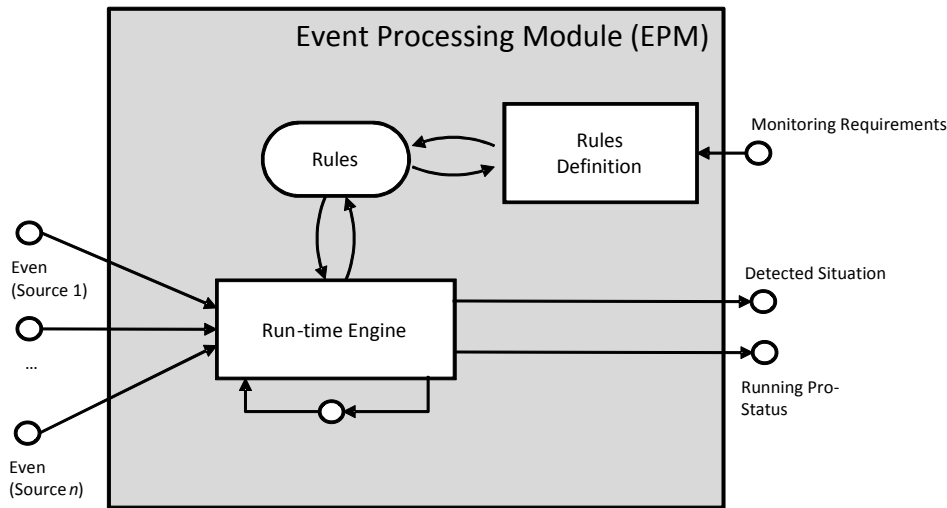 Event Processing Module (EPM)
Rules
Rules
Definition
Monitoring Requirements
Even
(Source 1)
...
Even
(Source n)
Run-time Engine
Detected Situation
Running Pro-
Status